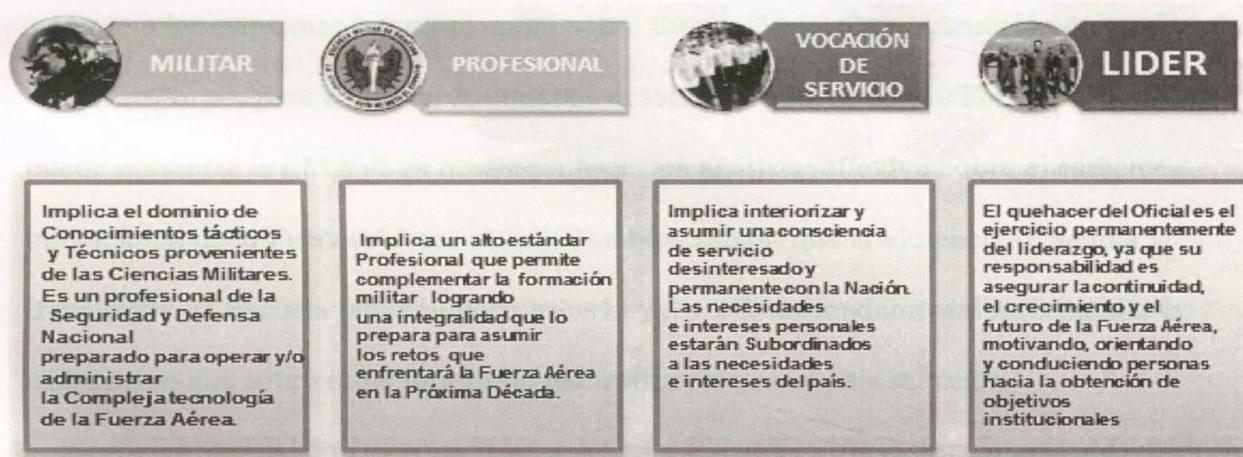 MILITAR
Implica el dominio de
Conocimientos tácticos
y Técnicos provenientes
de las Ciencias Militares.
Es un profesional de la
Seguridad y Defensa
Nacional
preparado para operar y/o
administrar
la Compleja tecnología
de la Fuerza Aérea.
PROFESIONAL
Implica un alto estándar
Profesional que permite
complementar la formación
militar logrando
una integralidad que lo
prepara para asumir
los retos que
enfrentará la Fuerza Aérea
en la Próxima Década.
VOCACIÓN
DE
SERVICIO
Implica interiorizar y
asumir una consciencia
de servicio
desinteresado y
permanente con la Nación.
Las necesidades
e intereses personales
estarán Subordinados
a las necesidades
e intereses del país.
LIDER
El quehacer del Oficial es el
ejercicio permanentemente
del liderazgo, ya que su
responsabilidad es
asegurar la continuidad,
el crecimiento y el
futuro de la Fuerza Aérea,
motivando, orientando
y conduciendo personas
hacia la obtención de
objetivos
institucionales